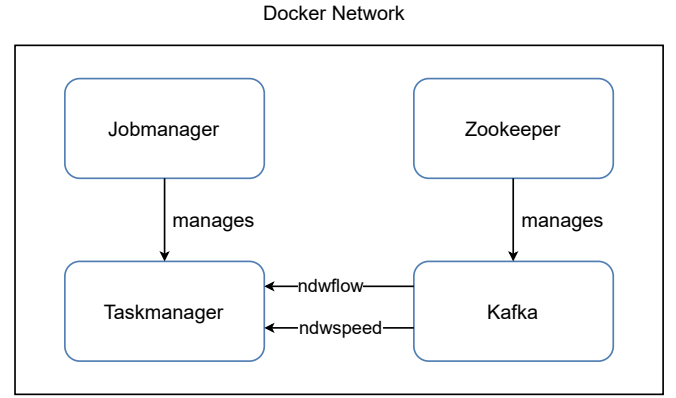 Docker Network
Jobmanager
Zookeeper
manages
manages
Taskmanager
ndwflow
ndwspeed
Kafka